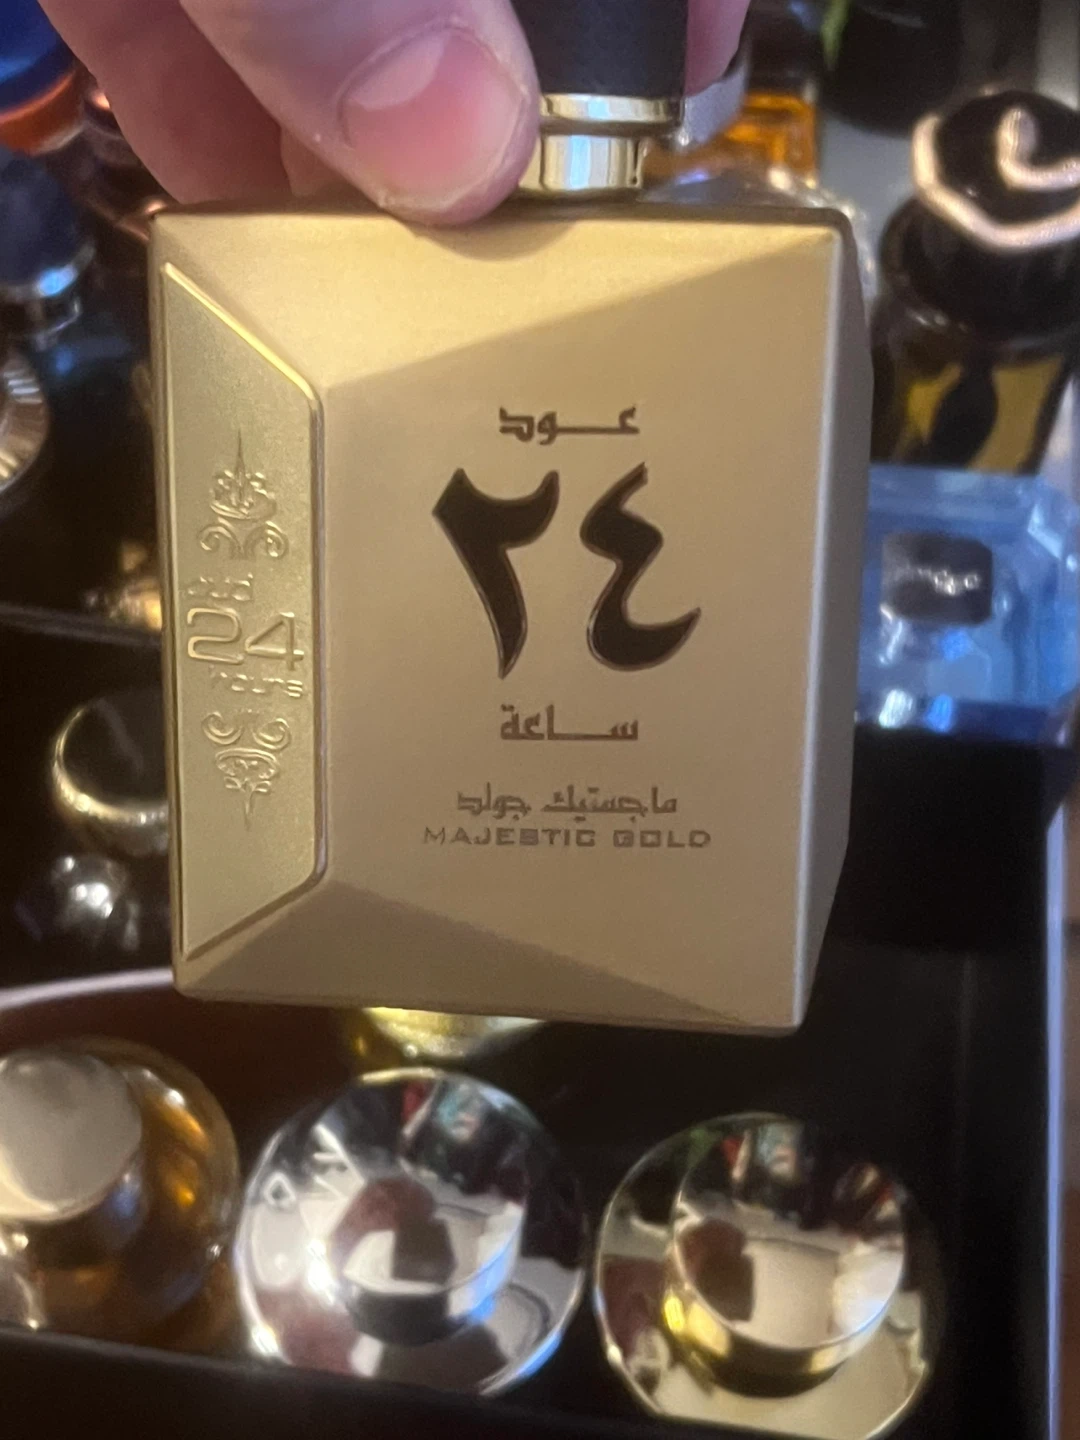 عود
٢٤
ساعة
ماجستيك جولد
MAJESTIC GOLD
24
hours